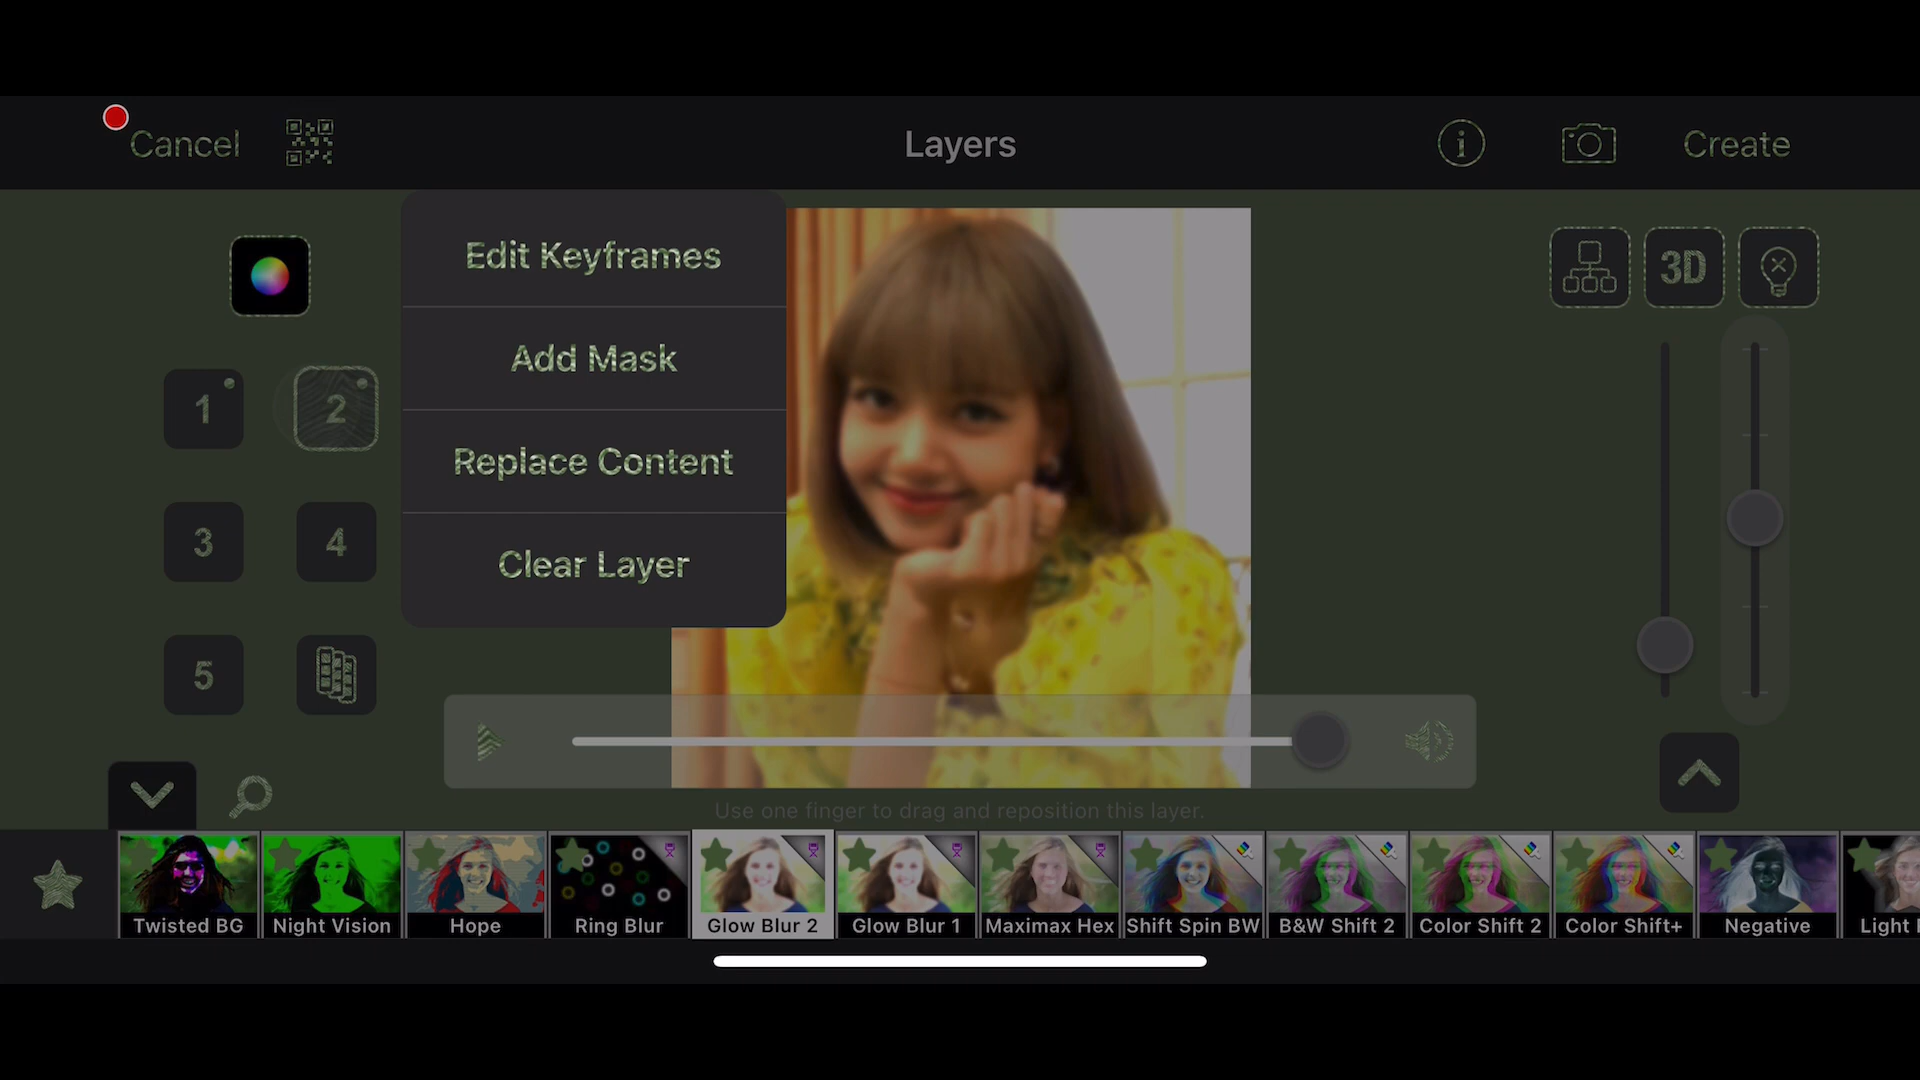 Cancel
Layers
Create
Edit Keyframes
Add Mask
Replace Content
Clear Layer
3D
1
2
3
4
5
Use one finger to drag and reposition this layer.
Twisted BG
Night Vision
Hope
Ring Blur
Glow Blur 2
Glow Blur 1
Maximax Hex
Shift Spin BW
B&W Shift 2
Color Shift 2
Color Shift+
Negative
Light